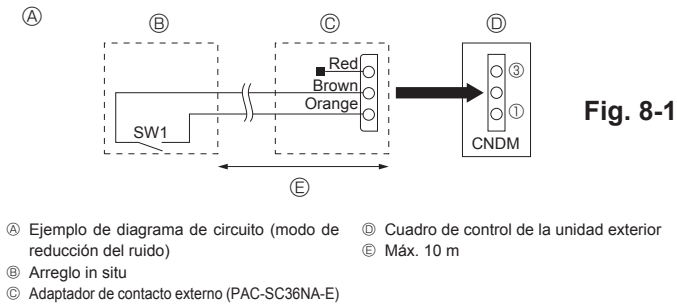 Ⓐ
Ⓑ
Ⓒ
Ⓓ
Red
Brown
Orange
③
①
SW1
CNDM
Fig. 8-1
Ⓔ
Ⓐ Ejemplo de diagrama de circuito (modo de
reducción del ruido)
Ⓑ Arreglo in situ
Ⓒ Adaptador de contacto externo (PAC-SC36NA-E)
Ⓓ Cuadro de control de la unidad exterior
Ⓔ Máx. 10 m